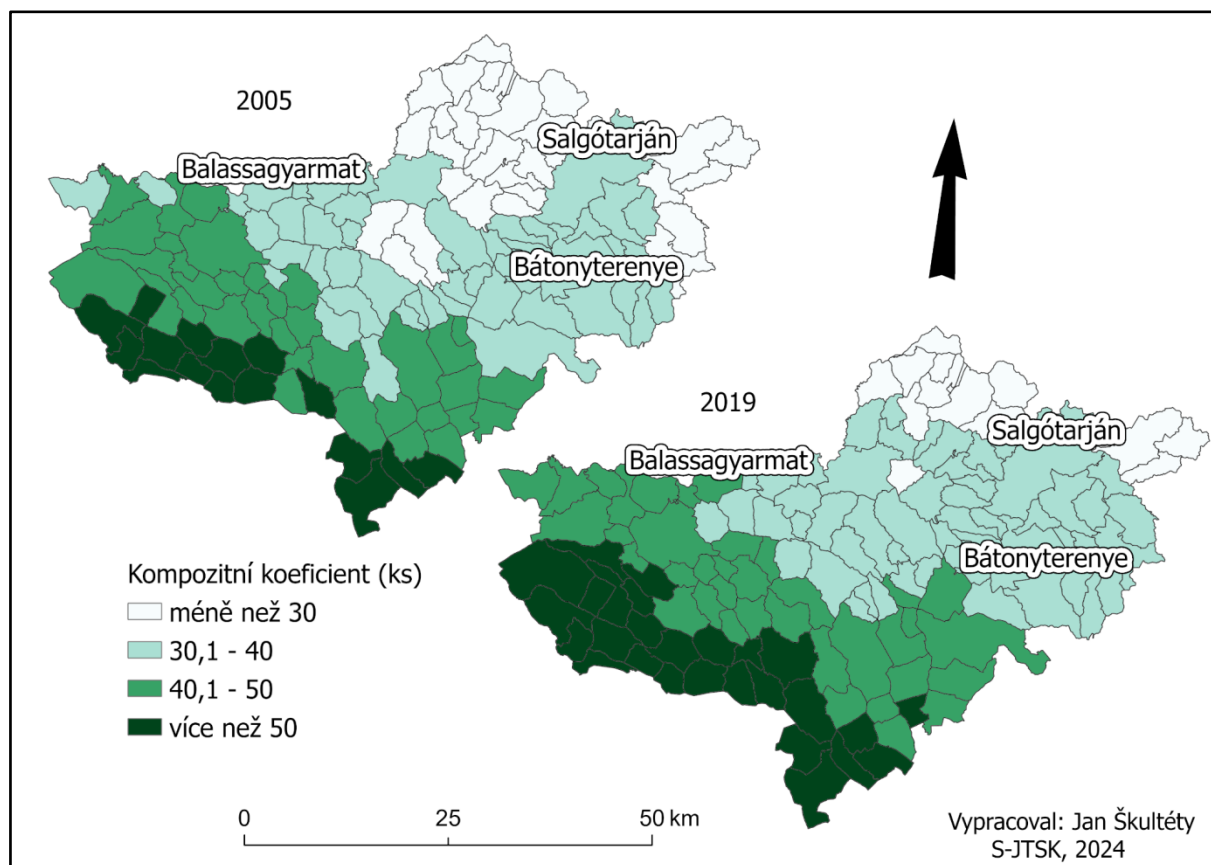 2005
Salgótarján
Balassagyarmat
Bátonyterenye
2019
Salgótarján
Balassagyarmat
Bátonyterenye
Kompozitní koeficient (ks)
méně než 30
30,1 - 40
40,1 - 50
více než 50
0 25 50 km
Vypracoval: Jan Škultéty
S-JTSK, 2024